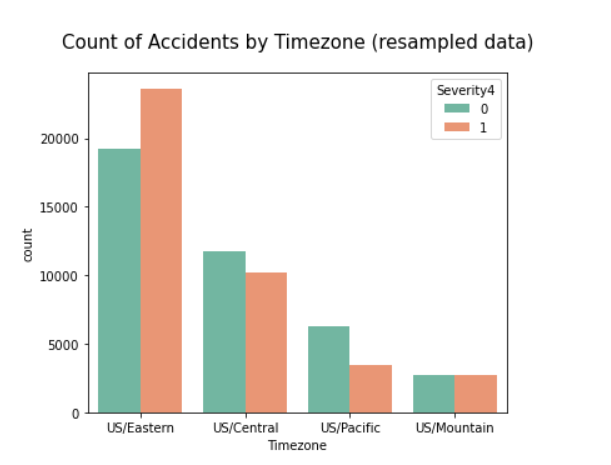 Count of Accidents by Timezone (resampled data)
Severity4
0
1
20000
15000
10000
5000
0
count
US/Eastern US/Central US/Pacific US/Mountain
Timezone